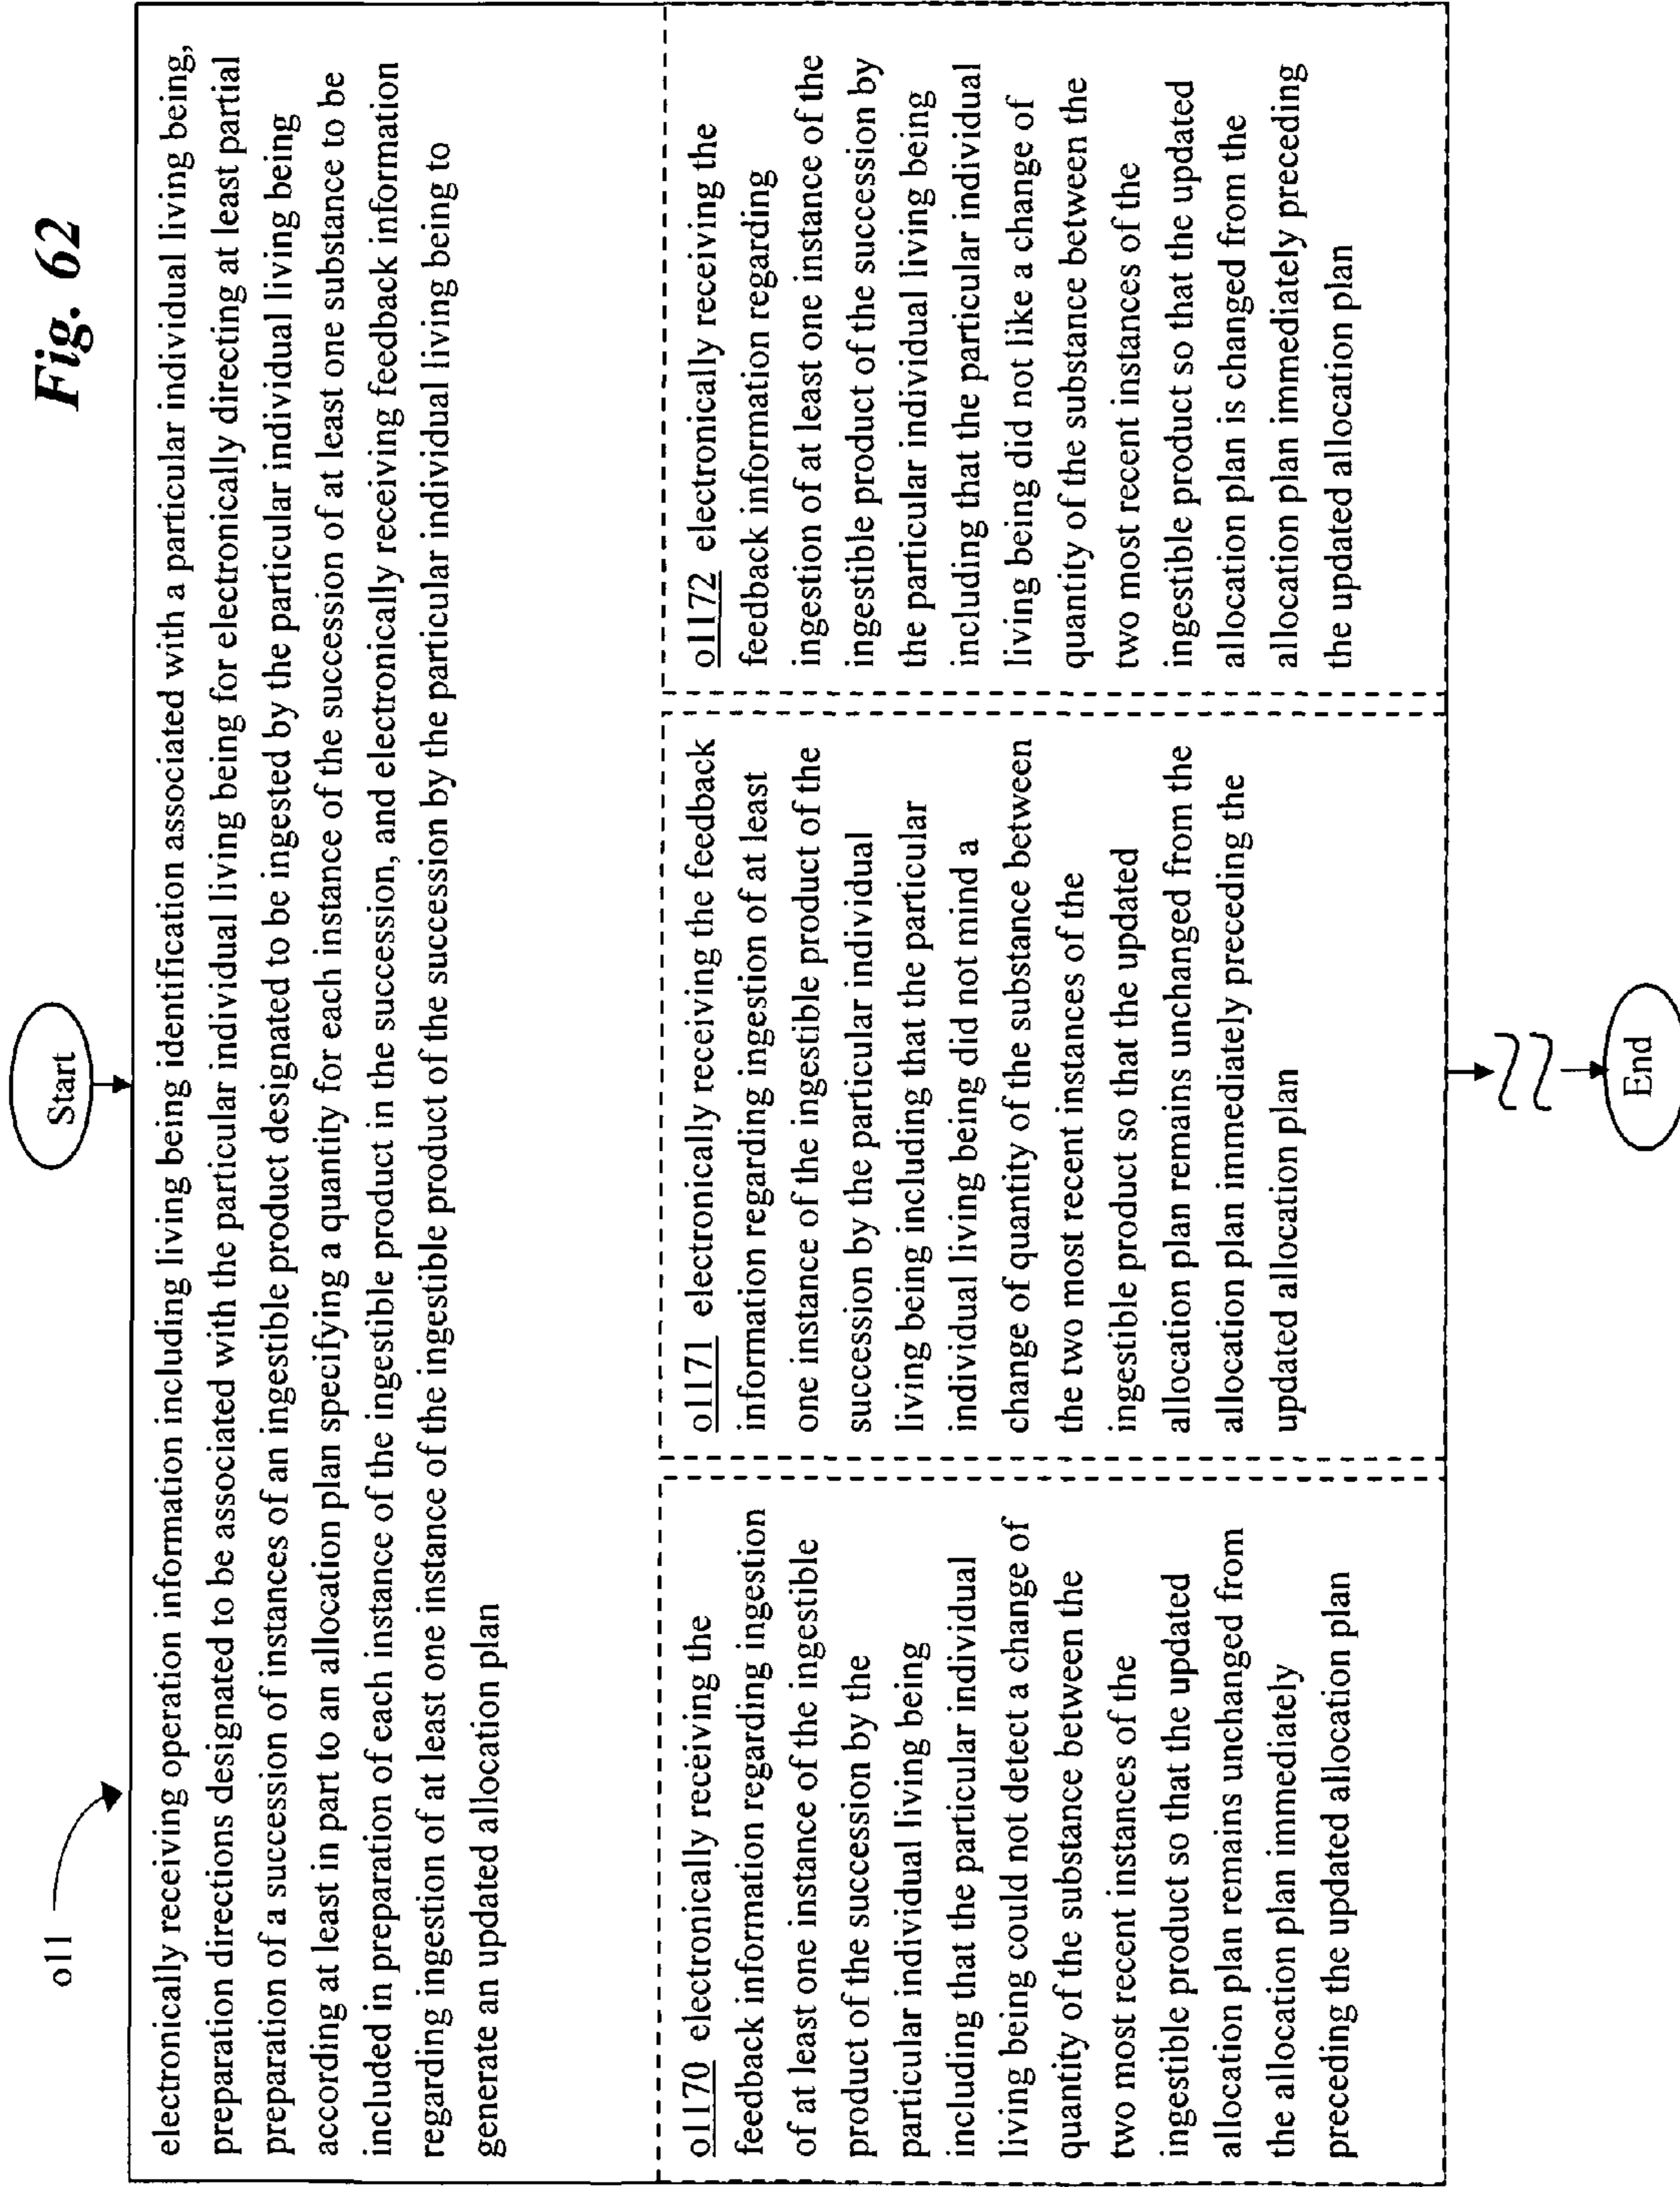 Fig. 62
Start
o11
electronically receiving operation information including living being identification associated with a particular individual living being,
preparation directions designated to be associated with the particular individual living being for electronically directing at least partial
preparation of a succession of instances of an ingestible product designated to be ingested by the particular individual living being
according at least in part to an allocation plan specifying a quantity for each instance of the succession of at least one substance to be
included in preparation of each instance of the ingestible product in the succession, and electronically receiving feedback information
regarding ingestion of at least one instance of the ingestible product of the succession by the particular individual living being to
generate an updated allocation plan
o1170 electronically receiving the
feedback information regarding ingestion
of at least one instance of the ingestible
product of the succession by the
particular individual living being
including that the particular individual
living being could not detect a change of
quantity of the substance between the
two most recent instances of the
ingestible product so that the updated
allocation plan remains unchanged from
the allocation plan immediately
preceding the updated allocation plan
o1171 electronically receiving the feedback
information regarding ingestion of at least
one instance of the ingestible product of the
succession by the particular individual
living being including that the particular
individual living being did not mind a
change of quantity of the substance between
the two most recent instances of the
ingestible product so that the updated
allocation plan remains unchanged from the
allocation plan immediately preceding the
updated allocation plan
o1172 electronically receiving the
feedback information regarding
ingestion of at least one instance of the
ingestible product of the succession by
the particular individual living being
including that the particular individual
living being did not like a change of
quantity of the substance between the
two most recent instances of the
ingestible product so that the updated
allocation plan is changed from the
allocation plan immediately preceding
the updated allocation plan
End